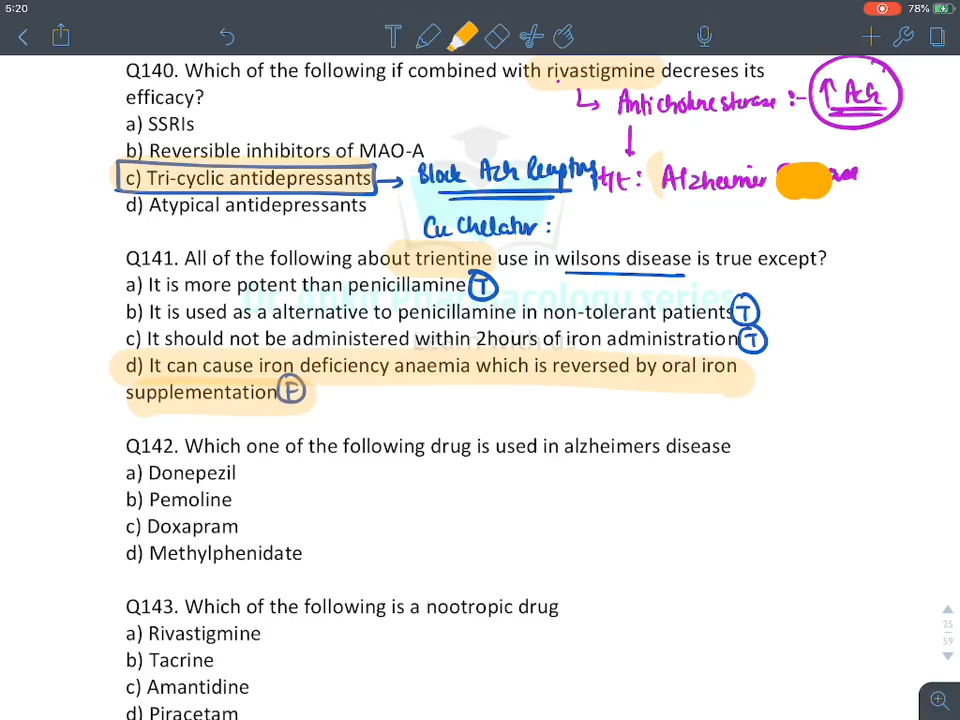 5:20
78%
Q140. Which of the following if combined with rivastigmine decreses its
efficacy?
Anticholinesterase :- ↑ Ach
a) SSRIs
b) Reversible inhibitors of MAO-A
c) Tri-cyclic antidepressants → Block Ach Receptors
t/t : Alzheimer
d) Atypical antidepressants
Cu Chelator :
Q141. All of the following about trientine use in wilsons disease is true except?
a) It is more potent than penicillamine T
b) It is used as a alternative to penicillamine in non-tolerant patients T
c) It should not be administered within 2hours of iron administration T
d) It can cause iron deficiency anaemia which is reversed by oral iron
supplementation F
Q142. Which one of the following drug is used in alzheimers disease
a) Donepezil
b) Pemoline
c) Doxapram
d) Methylphenidate
Q143. Which of the following is a nootropic drug
a) Rivastigmine
b) Tacrine
c) Amantidine
d) Piracetam
25
59